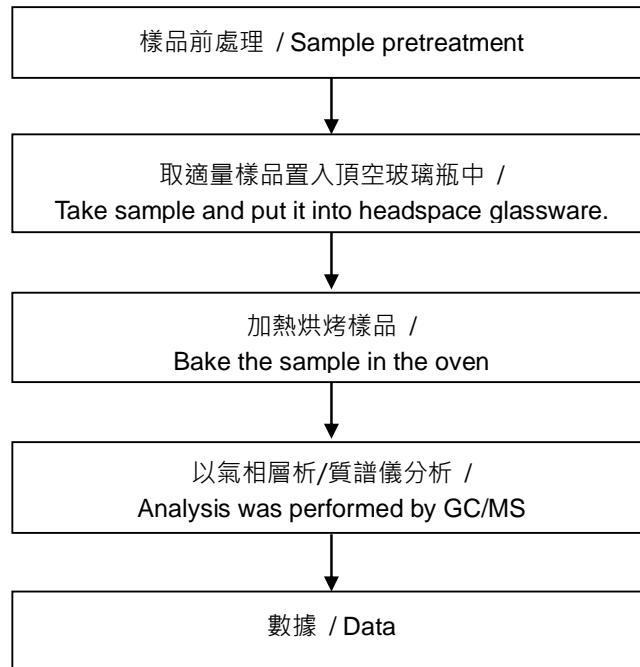 樣品前處理 / Sample pretreatment
取適量樣品置入頂空玻璃瓶中 /
Take sample and put it into headspace glassware.
加熱烘烤樣品 /
Bake the sample in the oven
以氣相層析/質譜儀分析 /
Analysis was performed by GC/MS
數據 / Data